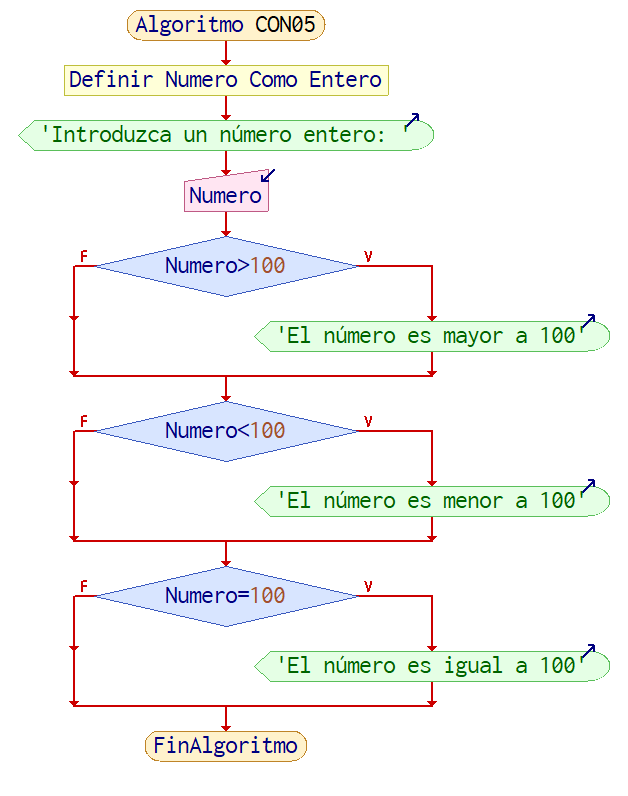 Algoritmo CON05
Definir Numero Como Entero
'Introduzca un número entero: '
Numero
F
Numero>100
V
'El número es mayor a 100'
F
Numero<100
V
'El número es menor a 100'
F
Numero=100
V
'El número es igual a 100'
FinAlgoritmo